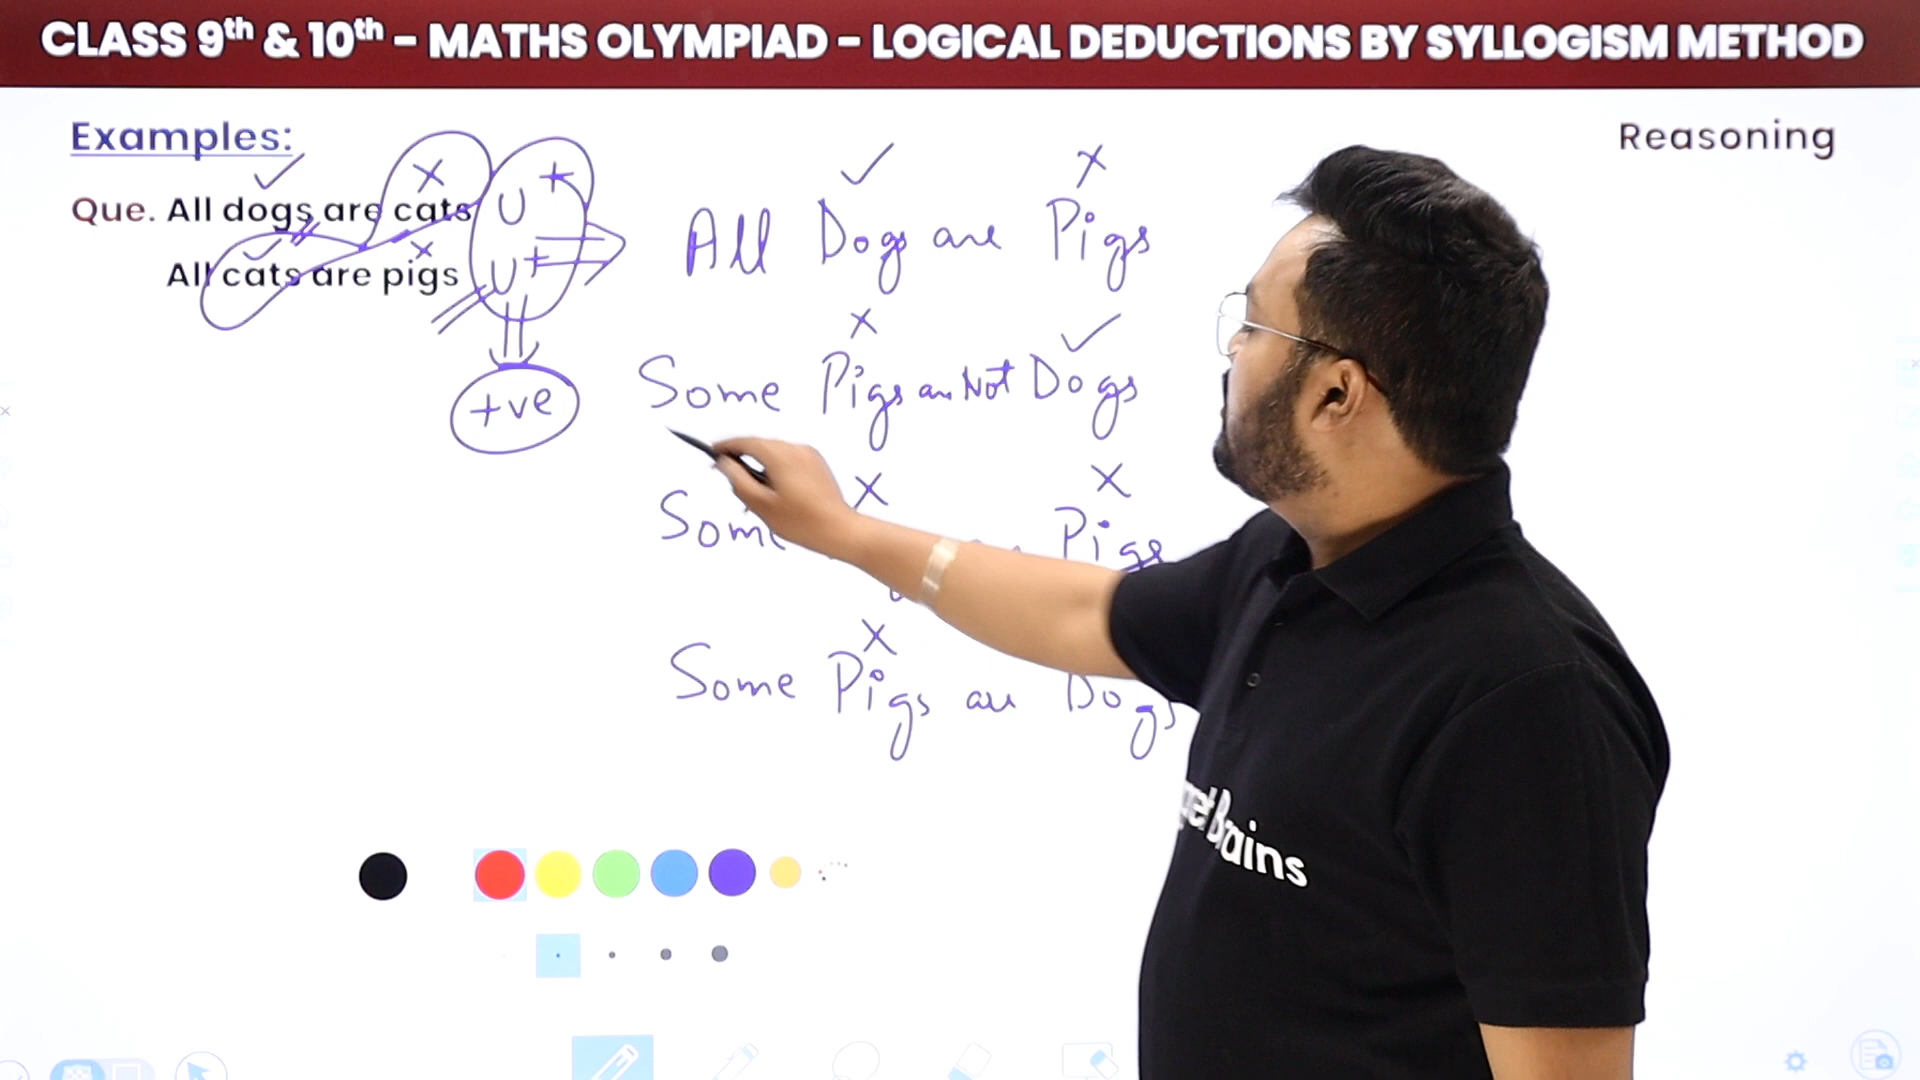 CLASS 9th & 10th - MATHS OLYMPIAD - LOGICAL DEDUCTIONS BY SYLLOGISM METHOD
Examples:
Reasoning
Que. All dogs are cats
U +
All cats are pigs
U +
+ve
All Dogs are Pigs
Some Pigs are Not Dogs
Some Pigs
Some Pigs are Dogs
Brains